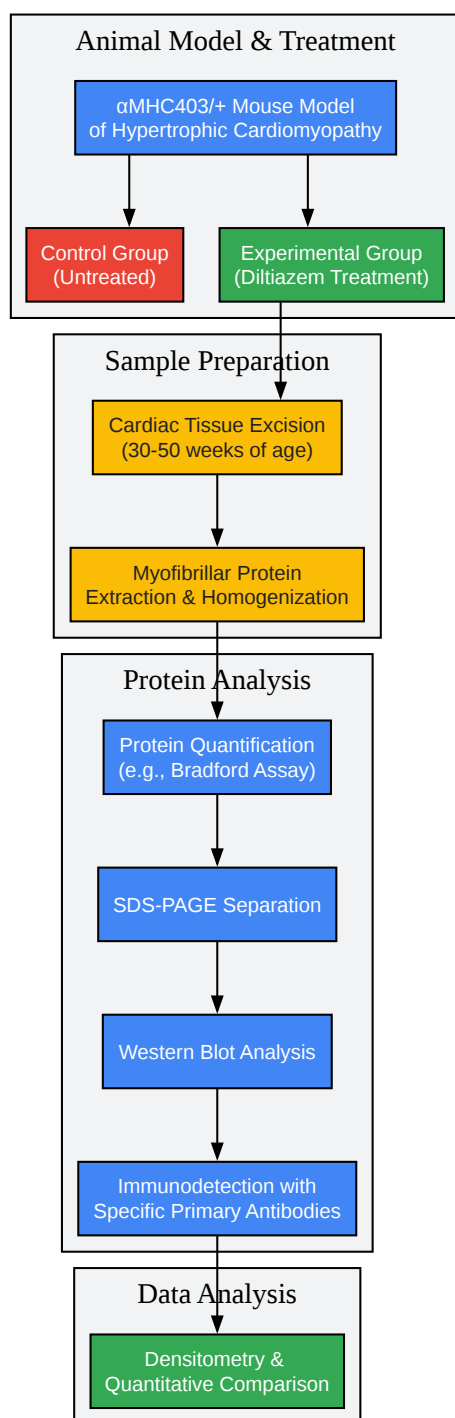 Animal Model & Treatment
αMHC403/+ Mouse Model
of Hypertrophic Cardiomyopathy
Control Group
(Untreated)
Experimental Group
(Diltiazem Treatment)
Sample Preparation
Cardiac Tissue Excision
(30-50 weeks of age)
Myofibrillar Protein
Extraction & Homogenization
Protein Analysis
Protein Quantification
(e.g., Bradford Assay)
SDS-PAGE Separation
Western Blot Analysis
Immunodetection with
Specific Primary Antibodies
Data Analysis
Densitometry &
Quantitative Comparison